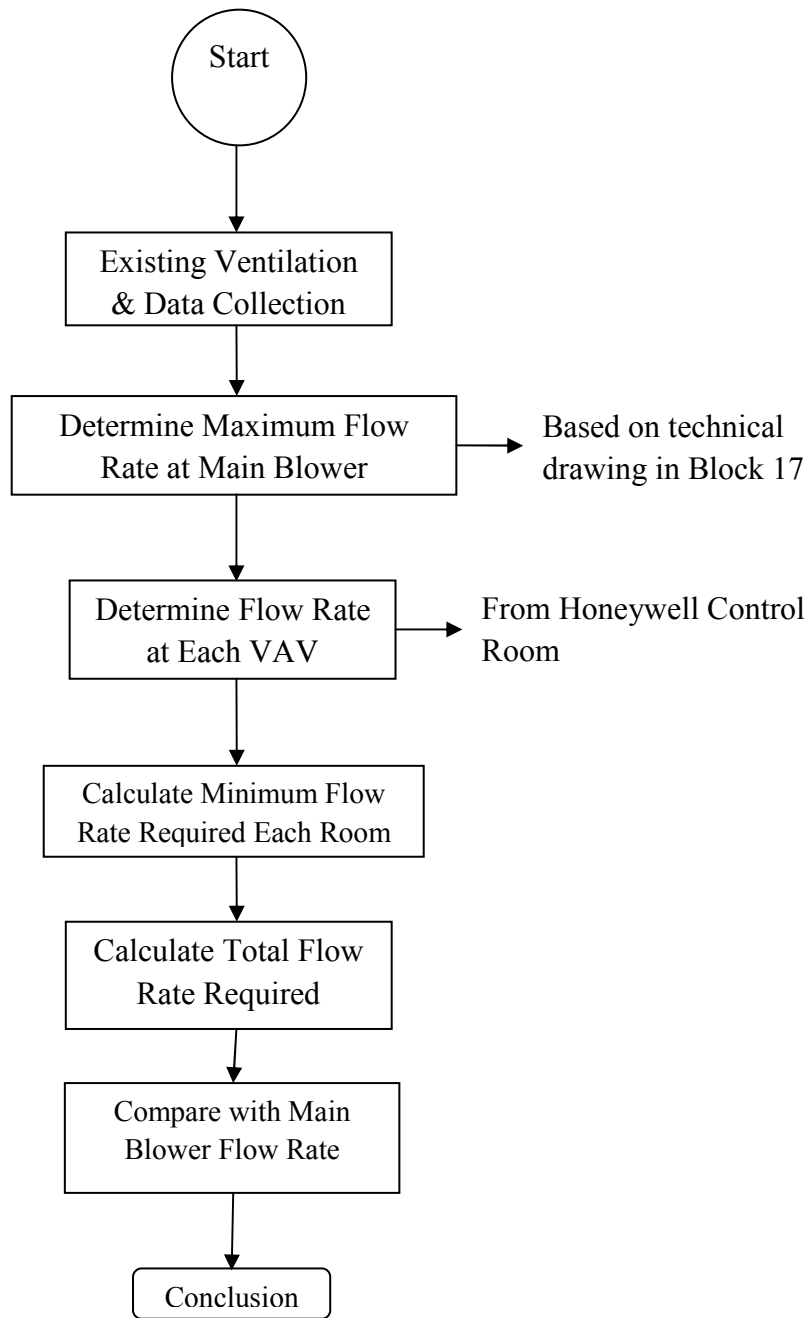 Start
Existing Ventilation
& Data Collection
Determine Maximum Flow
Rate at Main Blower
Based on technical
drawing in Block 17
Determine Flow Rate
at Each VAV
From Honeywell Control
Room
Calculate Minimum Flow
Rate Required Each Room
Calculate Total Flow
Rate Required
Compare with Main
Blower Flow Rate
Conclusion